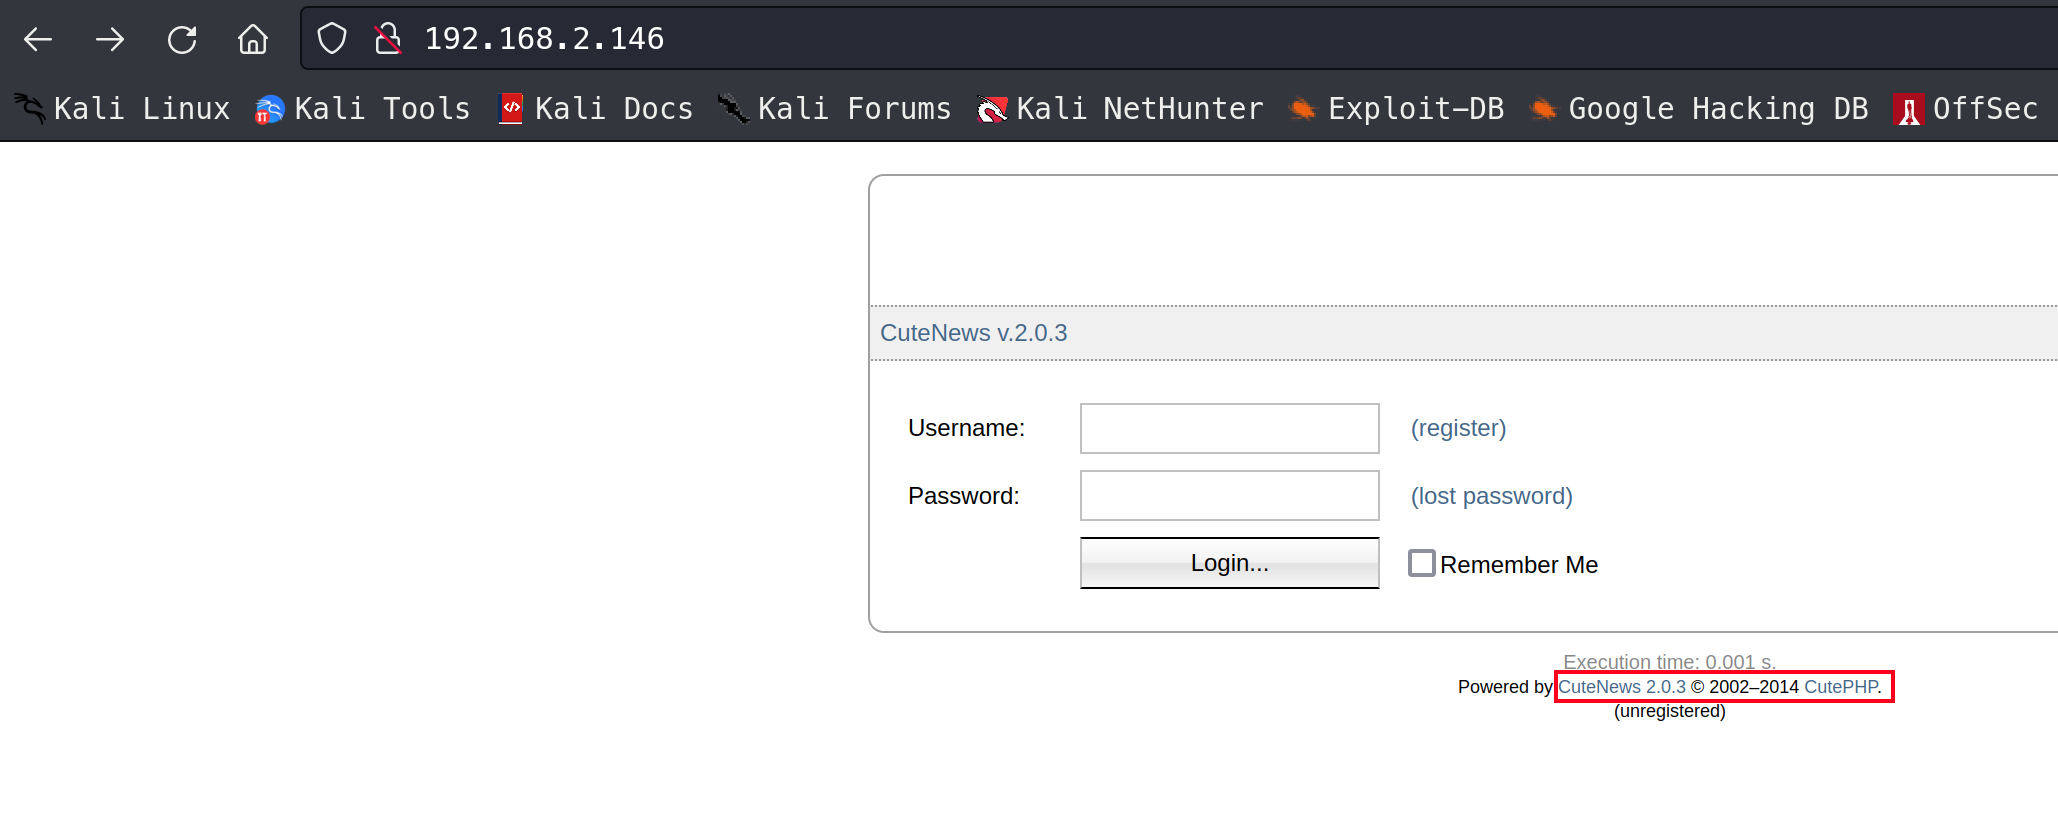 192.168.2.146
Kali Linux Kali Tools Kali Docs Kali Forums Kali NetHunter Exploit-DB Google Hacking DB OffSec
CuteNews v.2.0.3
Username: (register)
Password: (lost password)
Login... Remember Me
Execution time: 0.001 s.
Powered by CuteNews 2.0.3 © 2002–2014 CutePHP.
(unregistered)